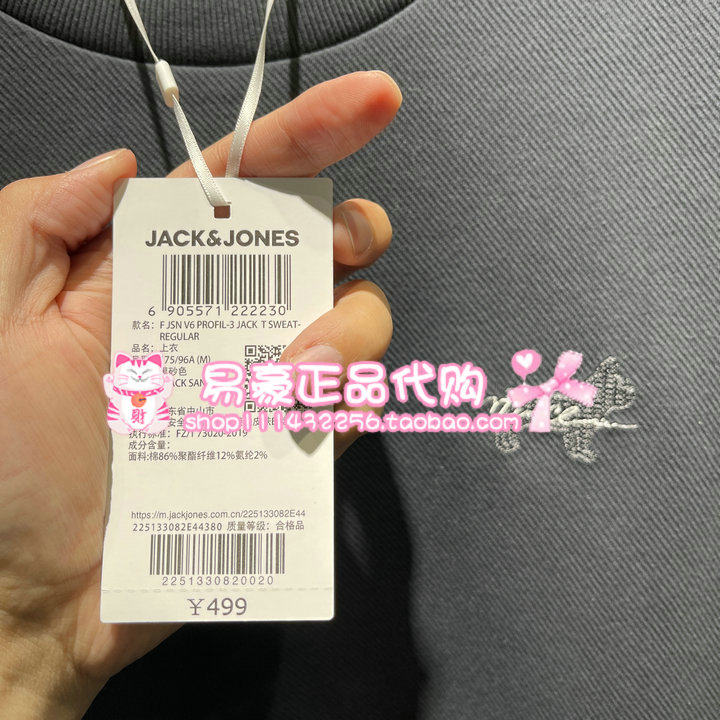 JACK&JONES
6 905571 222230
款名: F JSN V6 PROFIL-3 JACK T SWEAT-
REGULAR
品名: 上衣
75/96A (M)
砂色
易豪正品代购
shop111432256.taobao.com
东省中山市
安全
执行标准: FZ/T 73020-2019
成分含量:
面料:棉86%聚酯纤维12%氨纶2%
https://m.jackjones.com.cn/225133082E44
225133082E44380 质量等级: 合格品
2251330820020
¥499
财